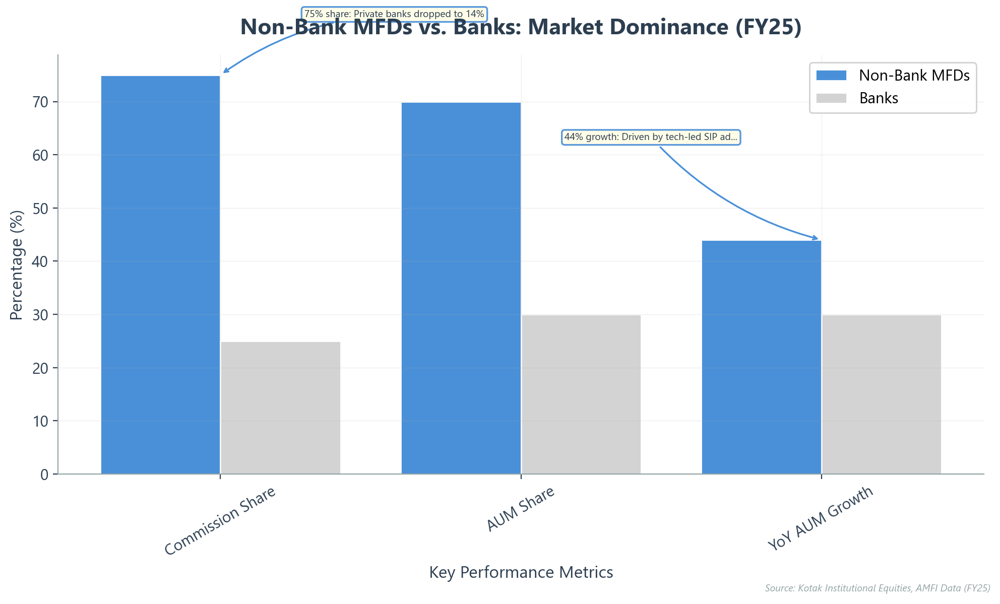 75% share: Private banks dropped to 14%
Non-Bank MFDs vs. Banks: Market Dominance (FY25)
Non-Bank MFDs
Banks
44% growth: Driven by tech-led SIP ad...
Percentage (%)
70
60
50
40
30
20
10
0
Commission Share
AUM Share
YoY AUM Growth
Key Performance Metrics
Source: Kotak Institutional Equities, AMFI Data (FY25)